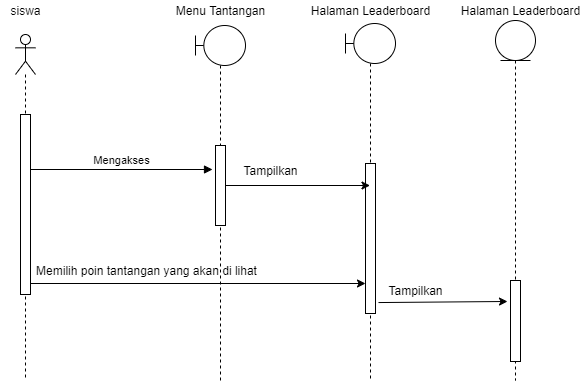 siswa
Menu Tantangan
Halaman Leaderboard
Halaman Leaderboard
Mengakses
Tampilkan
Memilih poin tantangan yang akan di lihat
Tampilkan